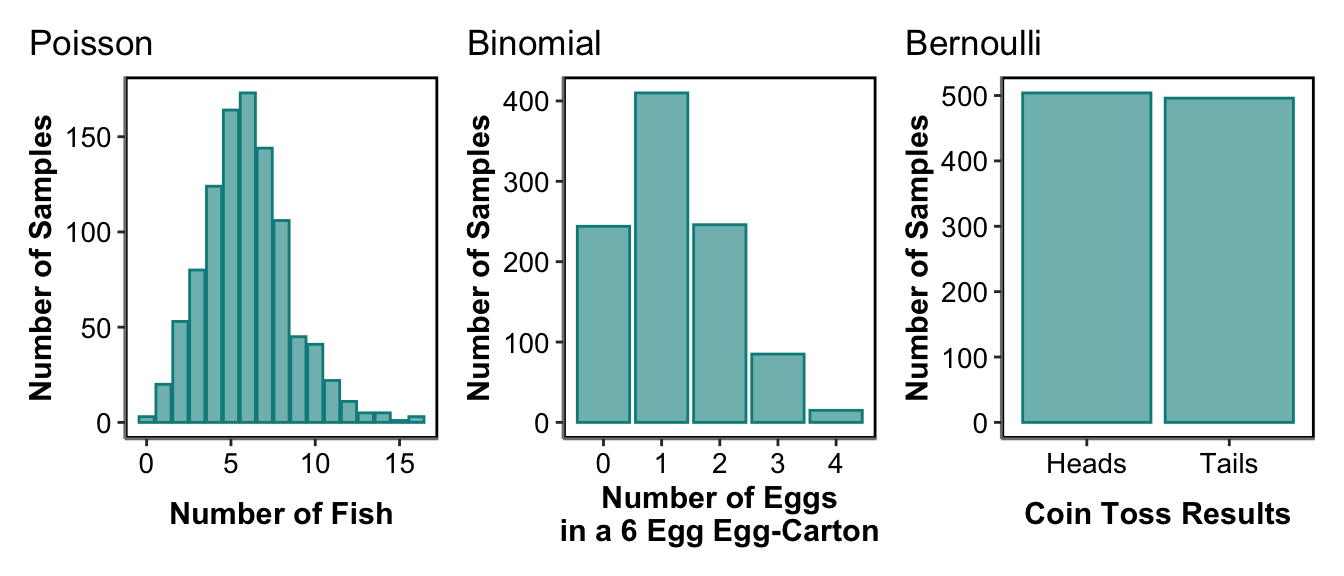 Poisson
Number of Samples
150
100
50
0
0 5 10 15
Number of Fish
Binomial
Number of Samples
400
300
200
100
0
0 1 2 3 4
Number of Eggs
in a 6 Egg Egg-Carton
Bernoulli
Number of Samples
500
400
300
200
100
0
Heads Tails
Coin Toss Results